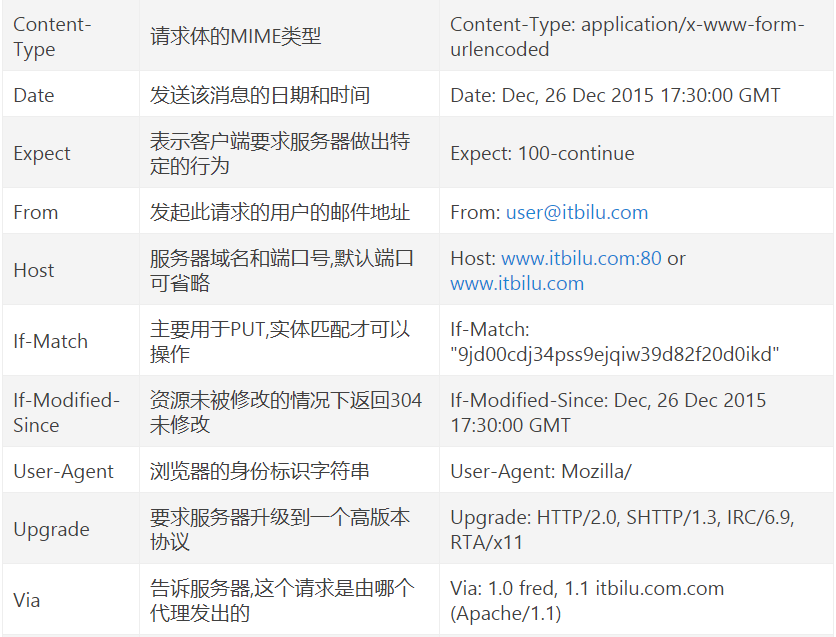 Content-
Type
请求体的MIME类型
Content-Type: application/x-www-form-
urlencoded
Date
发送该消息的日期和时间
Date: Dec, 26 Dec 2015 17:30:00 GMT
Expect
表示客户端要求服务器做出特
定的行为
Expect: 100-continue
From
发起此请求的用户的邮件地址
From: user@itbilu.com
Host
服务器域名和端口号,默认端口
可省略
Host: www.itbilu.com:80 or
www.itbilu.com
If-Match
主要用于PUT,实体匹配才可以
操作
If-Match:
"9jd00cdj34pss9ejqiw39d82f20d0ikd"
If-Modified-
Since
资源未被修改的情况下返回304
未修改
If-Modified-Since: Dec, 26 Dec 2015
17:30:00 GMT
User-Agent
浏览器的身份标识字符串
User-Agent: Mozilla/
Upgrade
要求服务器升级到一个高版本
协议
Upgrade: HTTP/2.0, SHTTP/1.3, IRC/6.9,
RTA/x11
Via
告诉服务器,这个请求是由哪个
代理发出的
Via: 1.0 fred, 1.1 itbilu.com.com
(Apache/1.1)